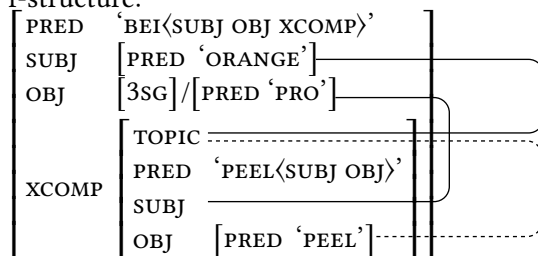 f-structure:
PRED ‘BEI⟨SUBJ OBJ XCOMP⟩’
SUBJ [PRED ‘ORANGE’]
OBJ [3SG]/[PRED ‘PRO’]
TOPIC
PRED ‘PEEL⟨SUBJ OBJ⟩’
XCOMP
SUBJ
OBJ [PRED ‘PEEL’]